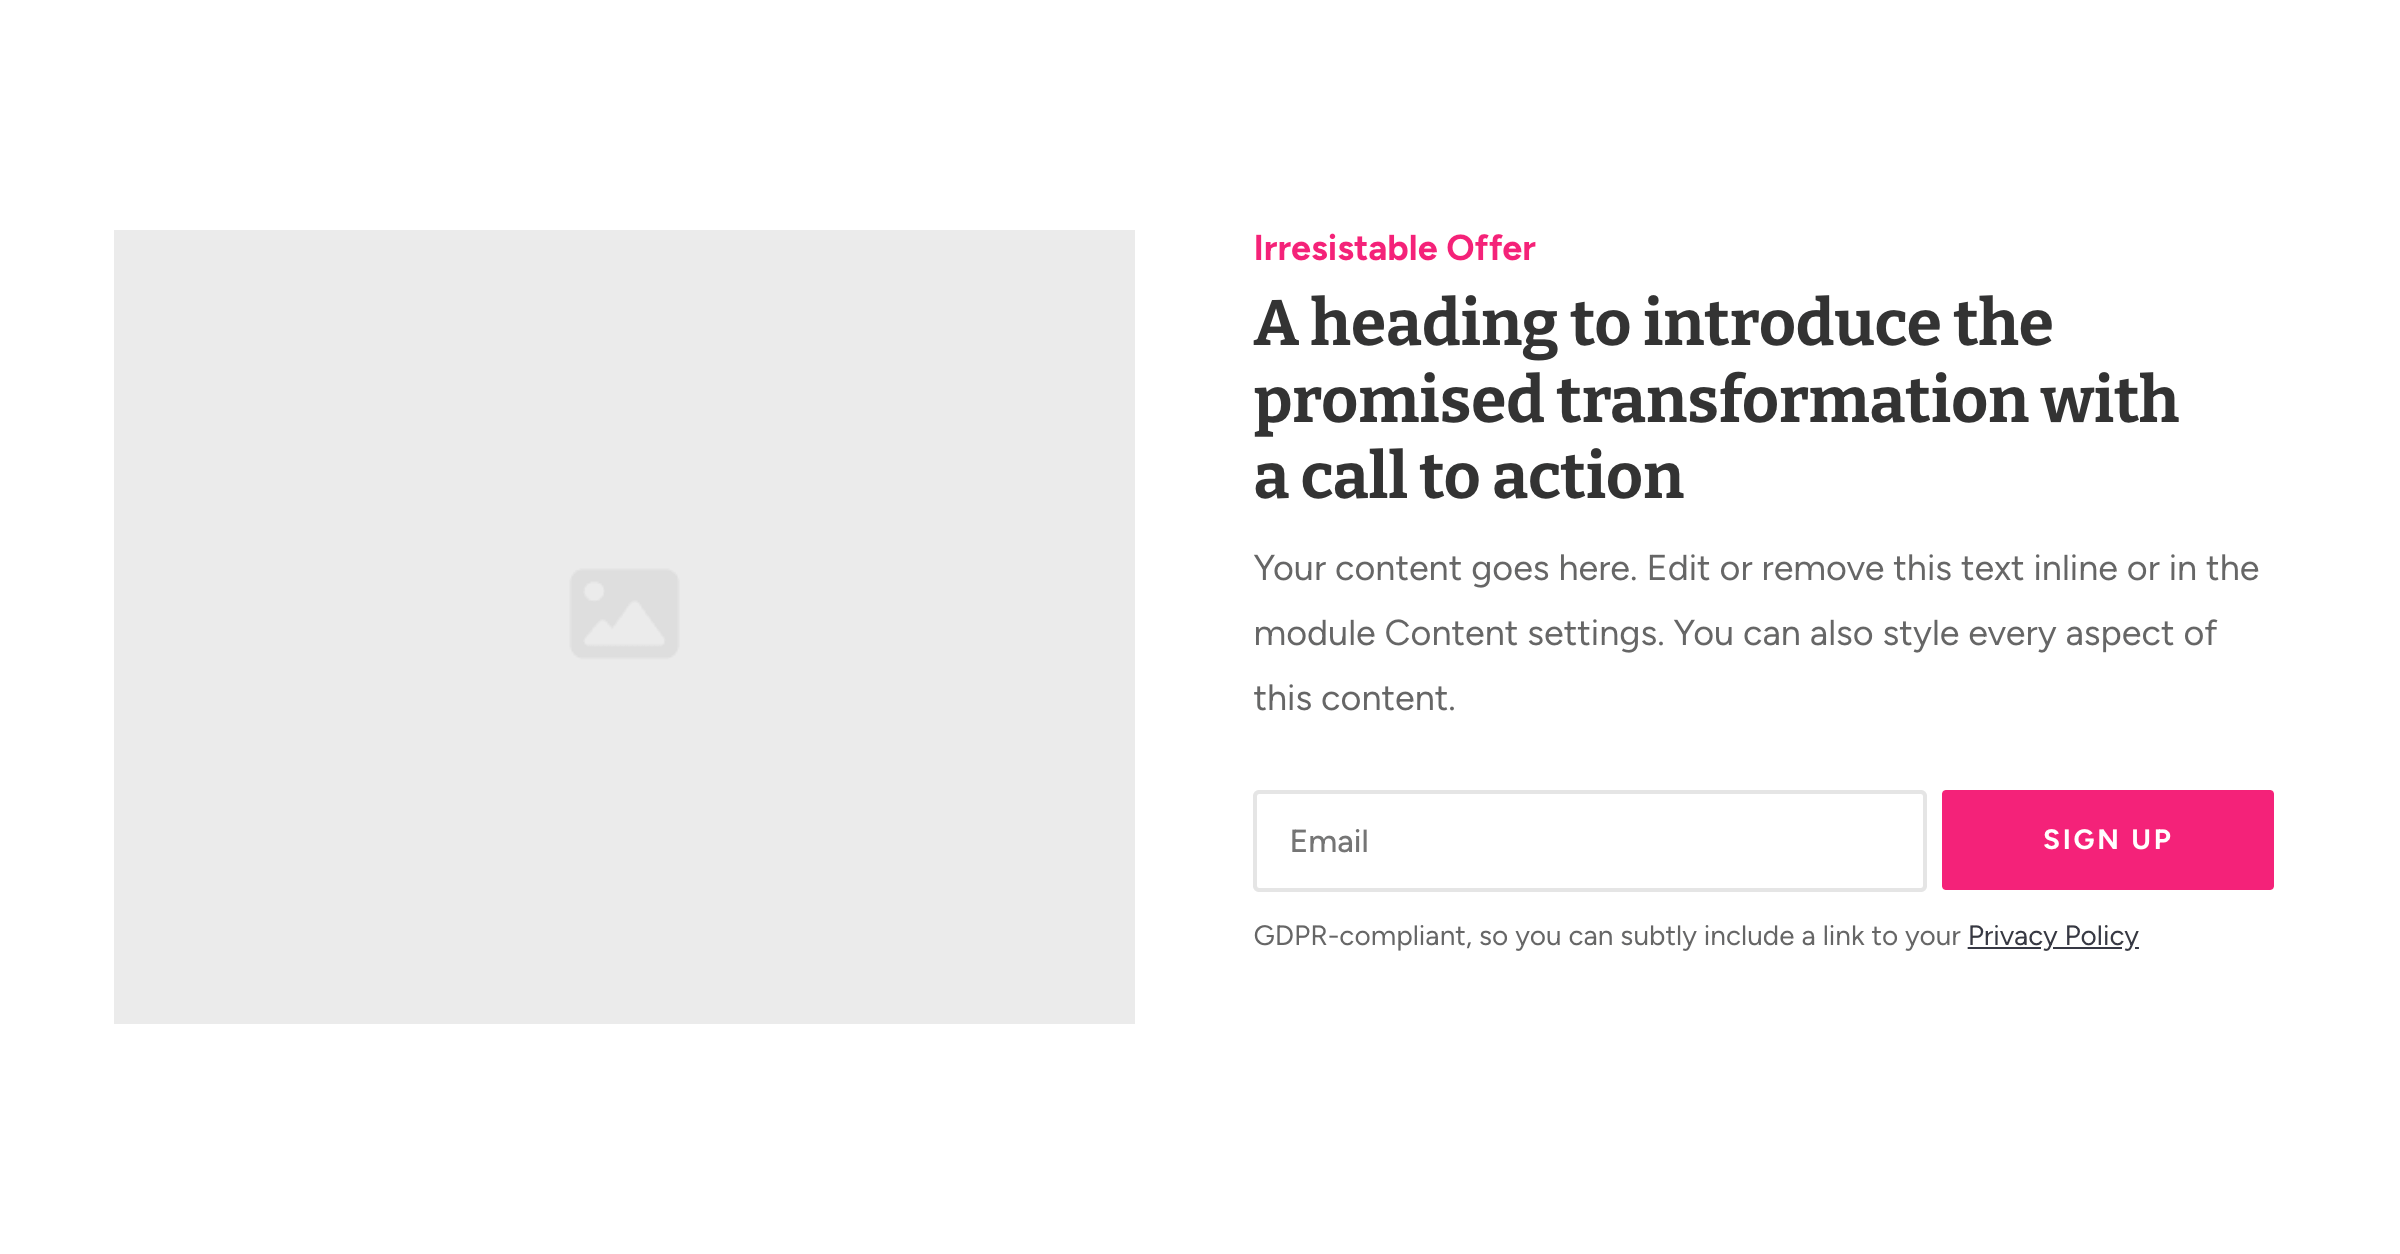 Irresistable Offer
A heading to introduce the
promised transformation with
a call to action
Your content goes here. Edit or remove this text inline or in the
module Content settings. You can also style every aspect of
this content.
Email
SIGN UP
GDPR-compliant, so you can subtly include a link to your Privacy Policy